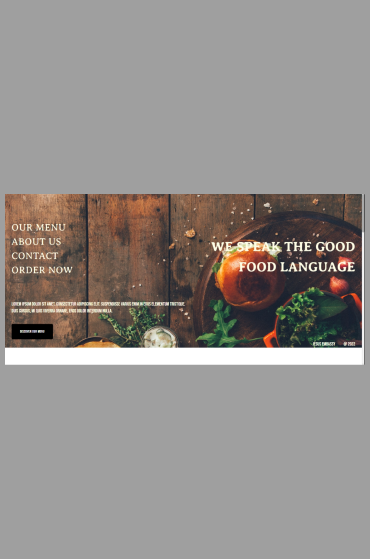 OUR MENU
ABOUT US
CONTACT
ORDER NOW
WE SPEAK THE GOOD
FOOD LANGUAGE
LOREM IPSUM DOLOR SIT AMET, CONSECTETUR ADIPISCING ELIT. SUSPENDISSE VARIUS ENIM IN EROS ELEMENTUM TRISTIQUE.
DUIS CURSUS, MI QUIS VIVERRA ORNARE, EROS DOLOR INTERDUM NULLA.
DISCOVER OUR MENU
© 2022